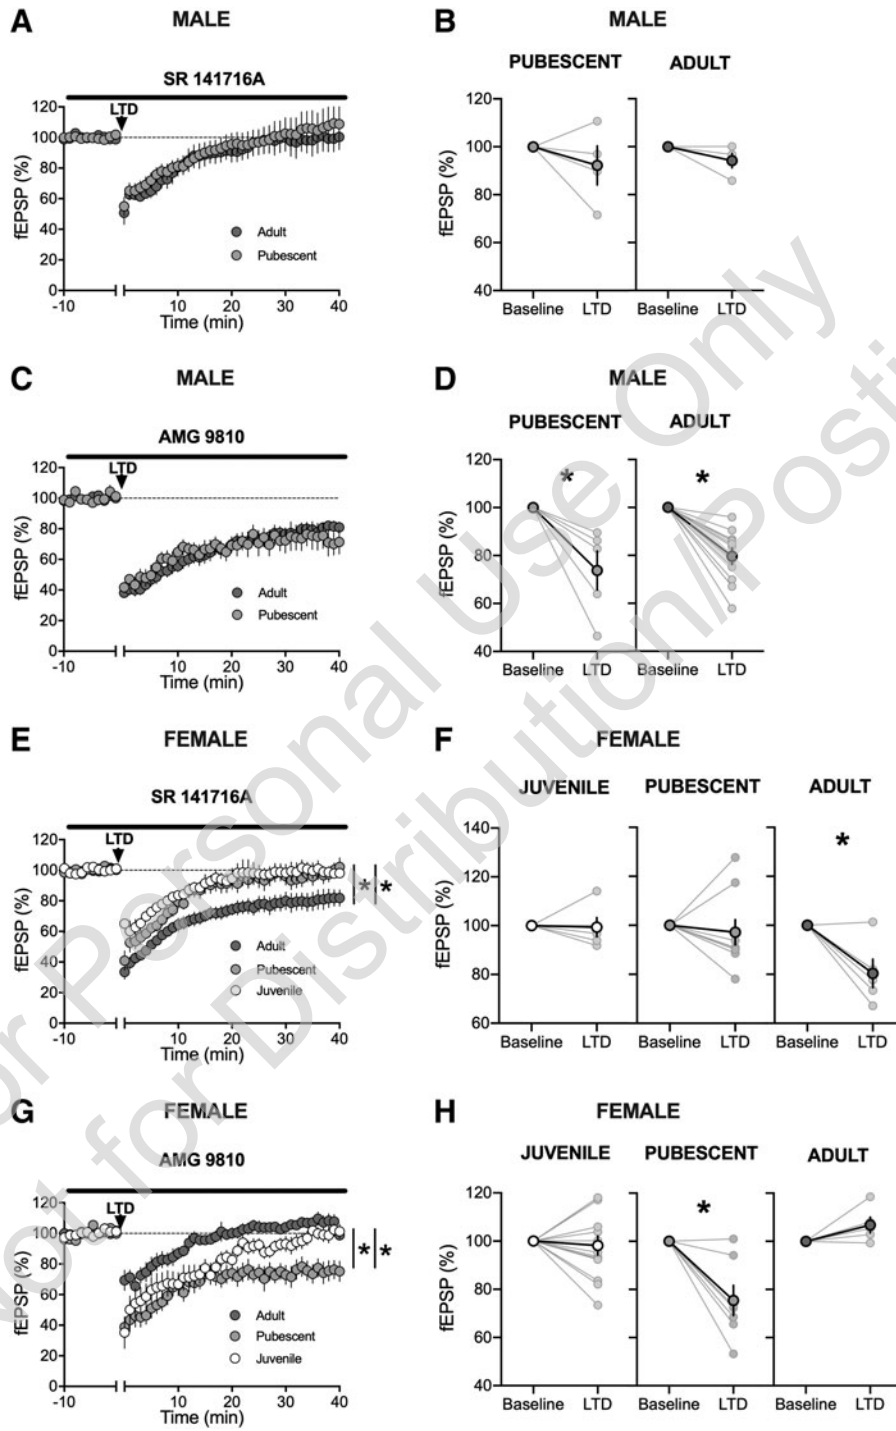 A MALE
SR 141716A
LTD
120
100
80
60
40
20
0
fEPSP (%)
Adult
Pubescent
-10 10 20 30 40
Time (min)
B MALE
PUBESCENT ADULT
120
100
80
60
40
fEPSP (%)
Baseline LTD Baseline LTD
C MALE
AMG 9810
LTD
120
100
80
60
40
20
0
fEPSP (%)
Adult
Pubescent
-10 10 20 30 40
Time (min)
D MALE
PUBESCENT ADULT
* *
120
100
80
60
40
fEPSP (%)
Baseline LTD Baseline LTD
E FEMALE
SR 141716A
LTD
120
100
80
60
40
20
0
fEPSP (%)
* *
Adult
Pubescent
Juvenile
-10 10 20 30 40
Time (min)
F FEMALE
JUVENILE PUBESCENT ADULT
*
140
120
100
80
60
fEPSP (%)
Baseline LTD Baseline LTD Baseline LTD
G FEMALE
AMG 9810
LTD
120
100
80
60
40
20
0
fEPSP (%)
* *
Adult
Pubescent
Juvenile
-10 10 20 30 40
Time (min)
H FEMALE
JUVENILE PUBESCENT ADULT
*
120
100
80
60
40
fEPSP (%)
Baseline LTD Baseline LTD Baseline LTD
or Personal Use Only
Not for Distribution/Posti